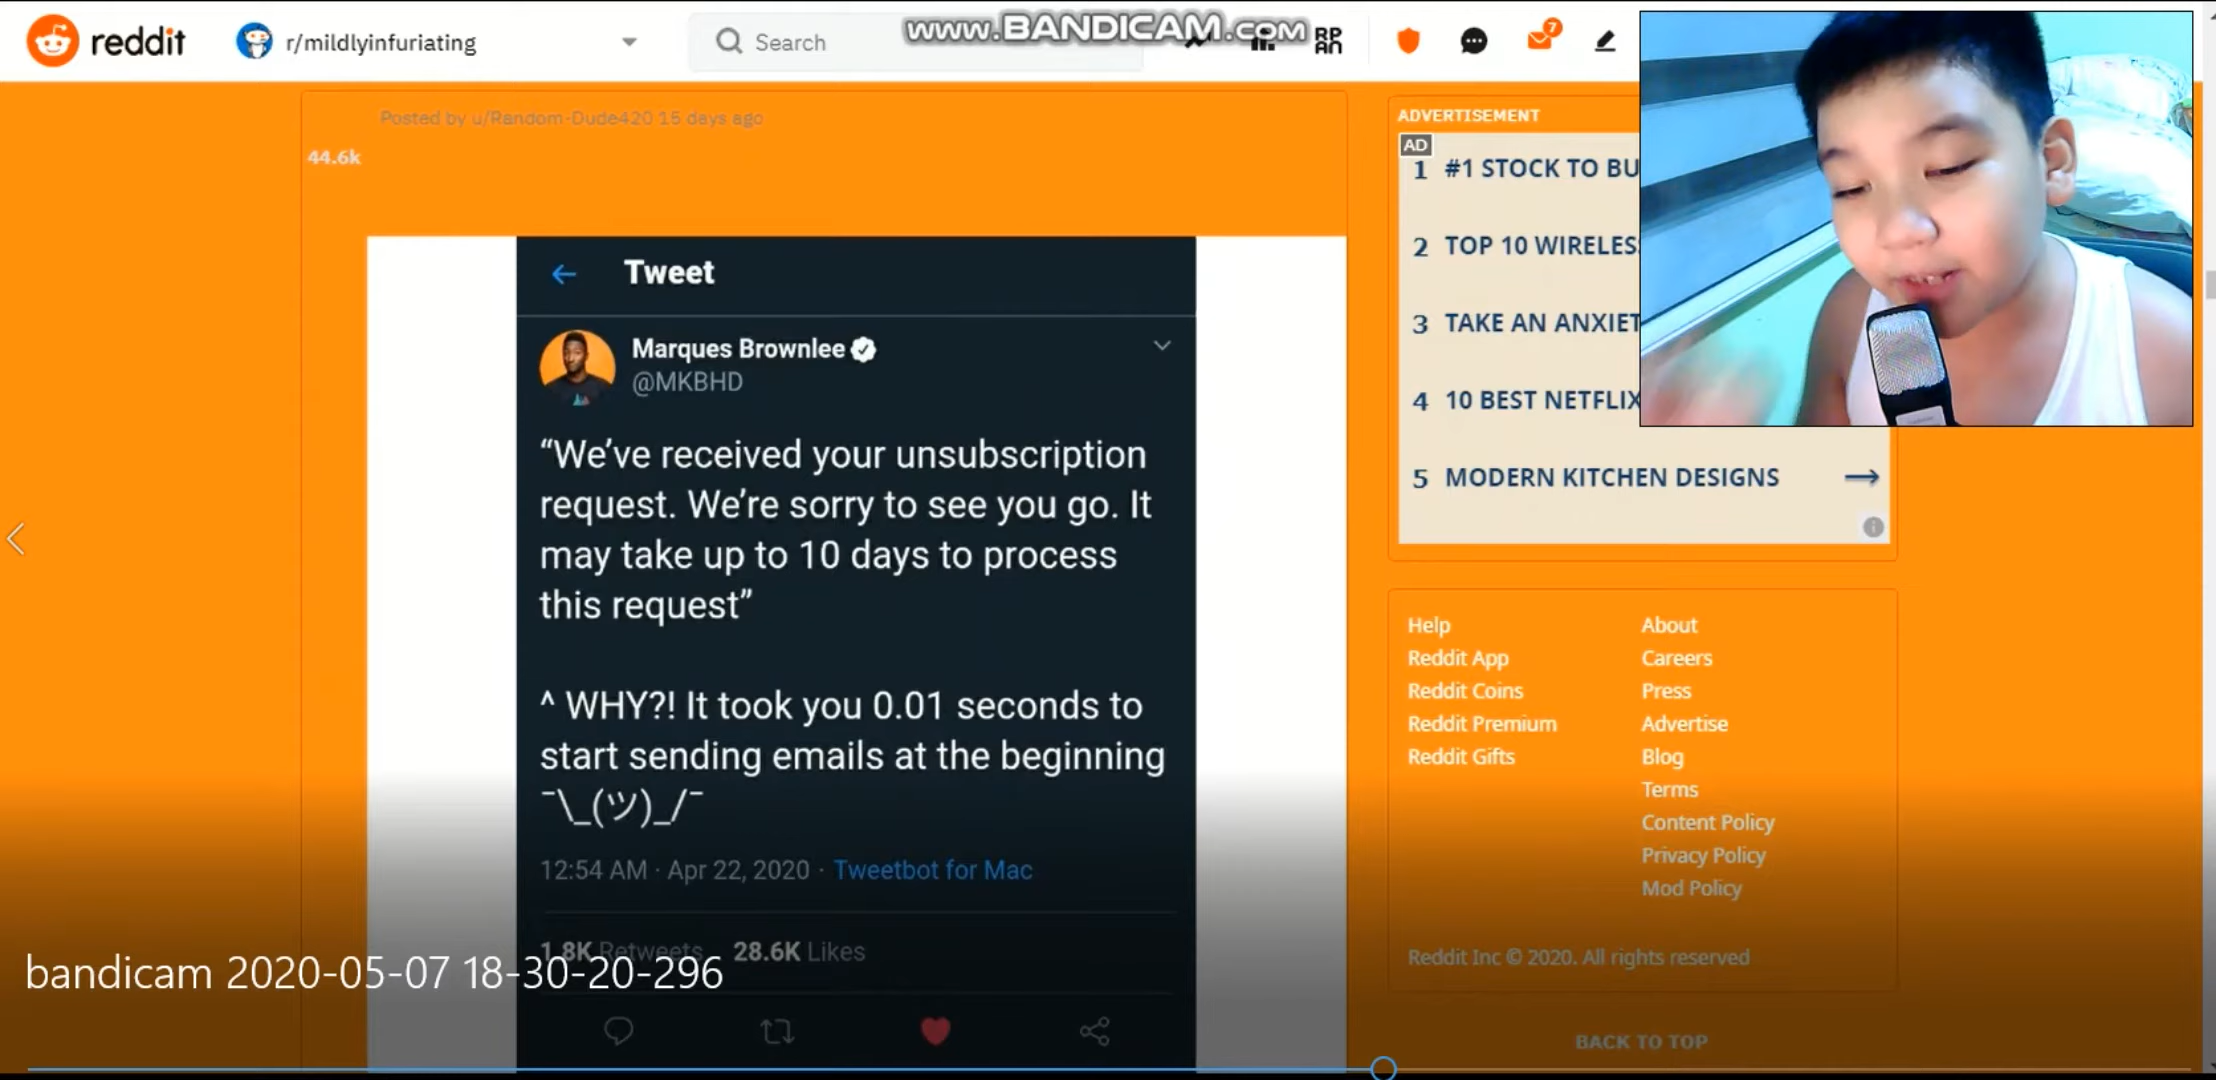 reddit
r/mildlyinfuriating
Search
www.BANDICAM.COM
RPAN
7
Posted by u/Random-Dude420 15 days ago
44.6k
Tweet
Marques Brownlee
@MKBHD
“We’ve received your unsubscription
request. We’re sorry to see you go. It
may take up to 10 days to process
this request”
^ WHY?! It took you 0.01 seconds to
start sending emails at the beginning
¯\_(ツ)_/¯
12:54 AM · Apr 22, 2020 · Tweetbot for Mac
1.8K Retweets 28.6K Likes
ADVERTISEMENT
AD
1 #1 STOCK TO BU
2 TOP 10 WIRELES
3 TAKE AN ANXIET
4 10 BEST NETFLIX
5 MODERN KITCHEN DESIGNS
Help
Reddit App
Reddit Coins
Reddit Premium
Reddit Gifts
About
Careers
Press
Advertise
Blog
Terms
Content Policy
Privacy Policy
Mod Policy
Reddit Inc © 2020. All rights reserved
BACK TO TOP
bandicam 2020-05-07 18-30-20-296